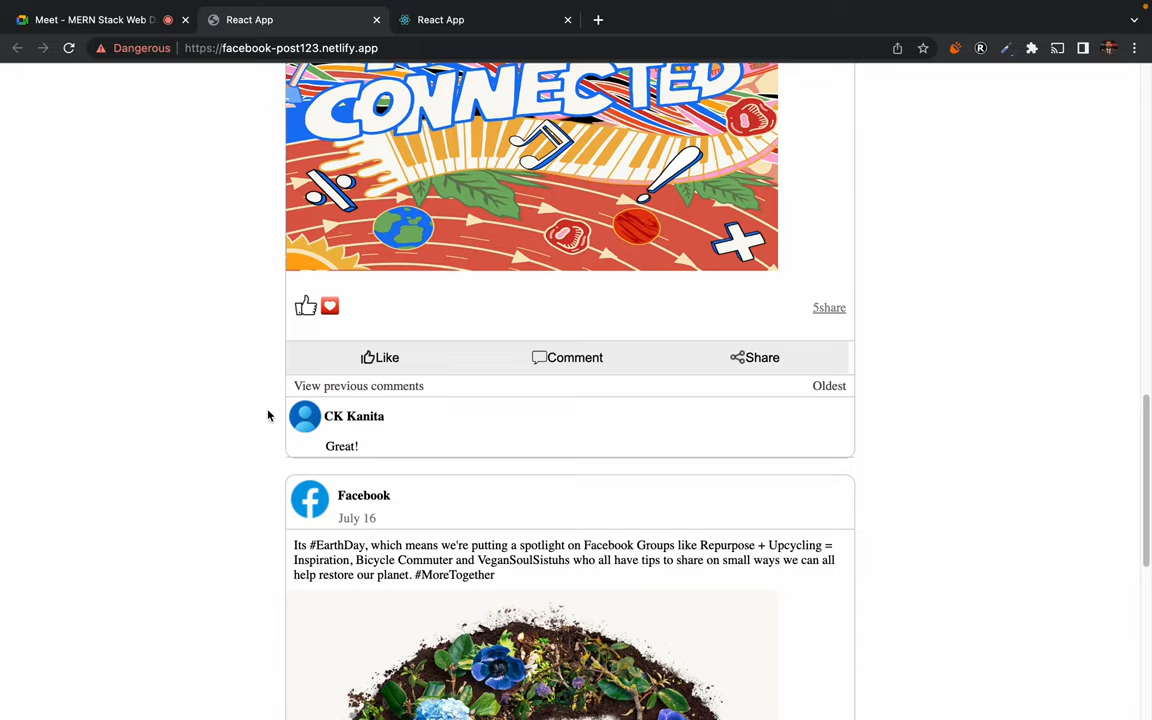 Meet - MERN Stack Web D
React App
React App
Dangerous
https://facebook-post123.netlify.app
CONNECTED
5share
Like
Comment
Share
View previous comments
Oldest
CK Kanita
Great!
Facebook
July 16
Its #EarthDay, which means we're putting a spotlight on Facebook Groups like Repurpose + Upcycling =
Inspiration, Bicycle Commuter and VeganSoulSistuhs who all have tips to share on small ways we can all
help restore our planet. #MoreTogether